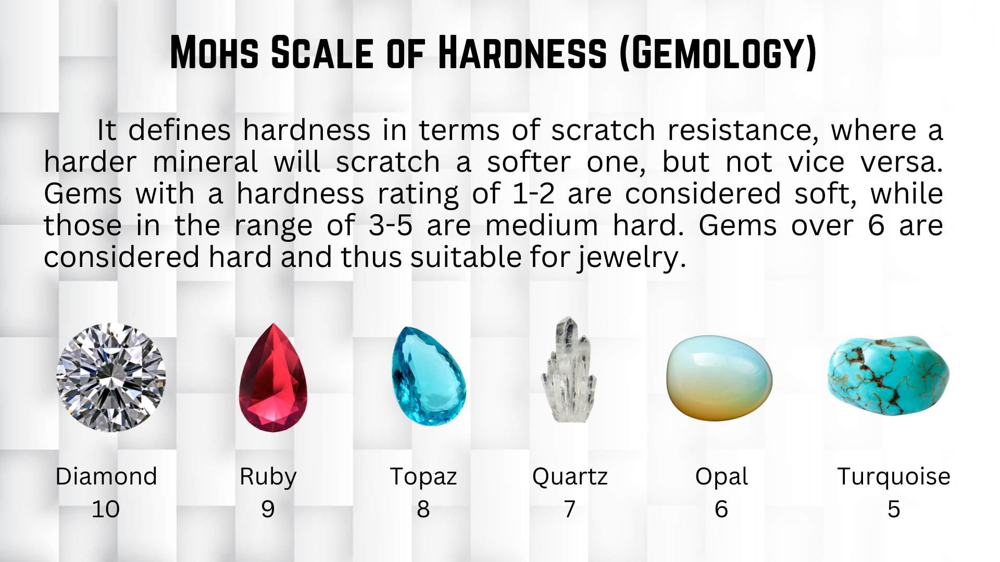 Mohs Scale of Hardness (Gemology)
It defines hardness in terms of scratch resistance, where a
harder mineral will scratch a softer one, but not vice versa.
Gems with a hardness rating of 1-2 are considered soft, while
those in the range of 3-5 are medium hard. Gems over 6 are
considered hard and thus suitable for jewelry.
Diamond
10
Ruby
9
Topaz
8
Quartz
7
Opal
6
Turquoise
5